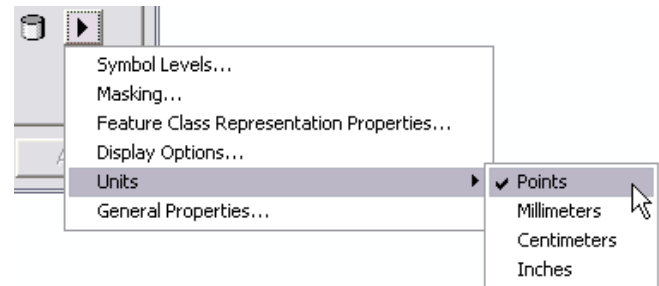 Symbol Levels...
Masking...
Feature Class Representation Properties...
Display Options...
Units
General Properties...
Points
Millimeters
Centimeters
Inches